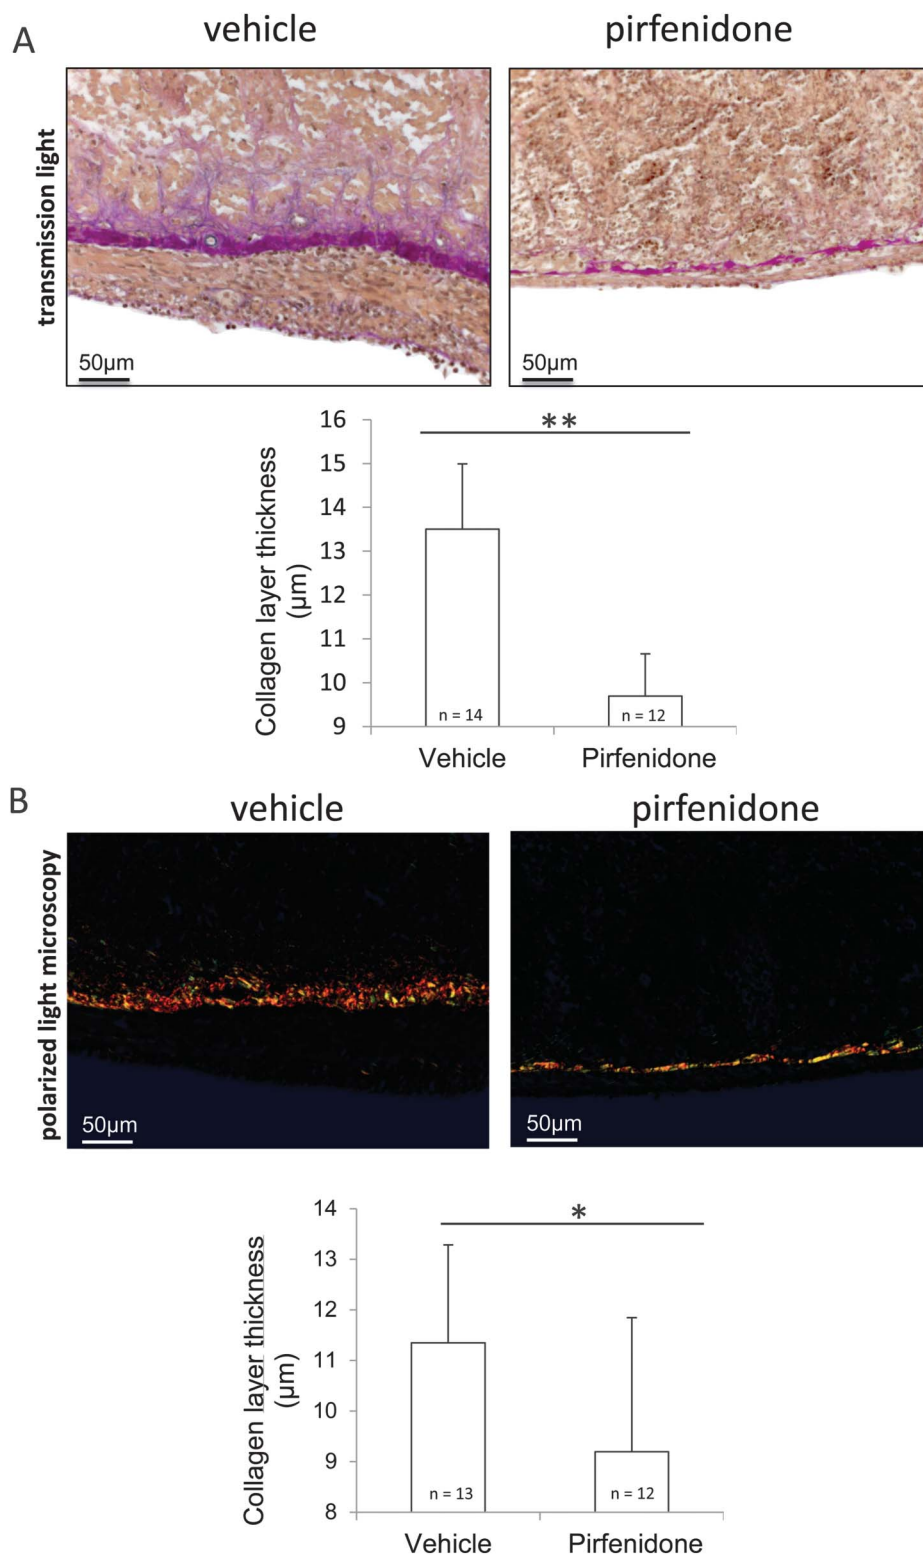 A
vehicle
pirfenidone
transmission light
50µm
50µm
**
Collagen layer thickness
(µm)
16
15
14
13
12
11
10
9
n = 14
n = 12
Vehicle
Pirfenidone
B
vehicle
pirfenidone
polarized light microscopy
50µm
50µm
*
Collagen layer thickness
(µm)
14
13
12
11
10
9
8
n = 13
n = 12
Vehicle
Pirfenidone